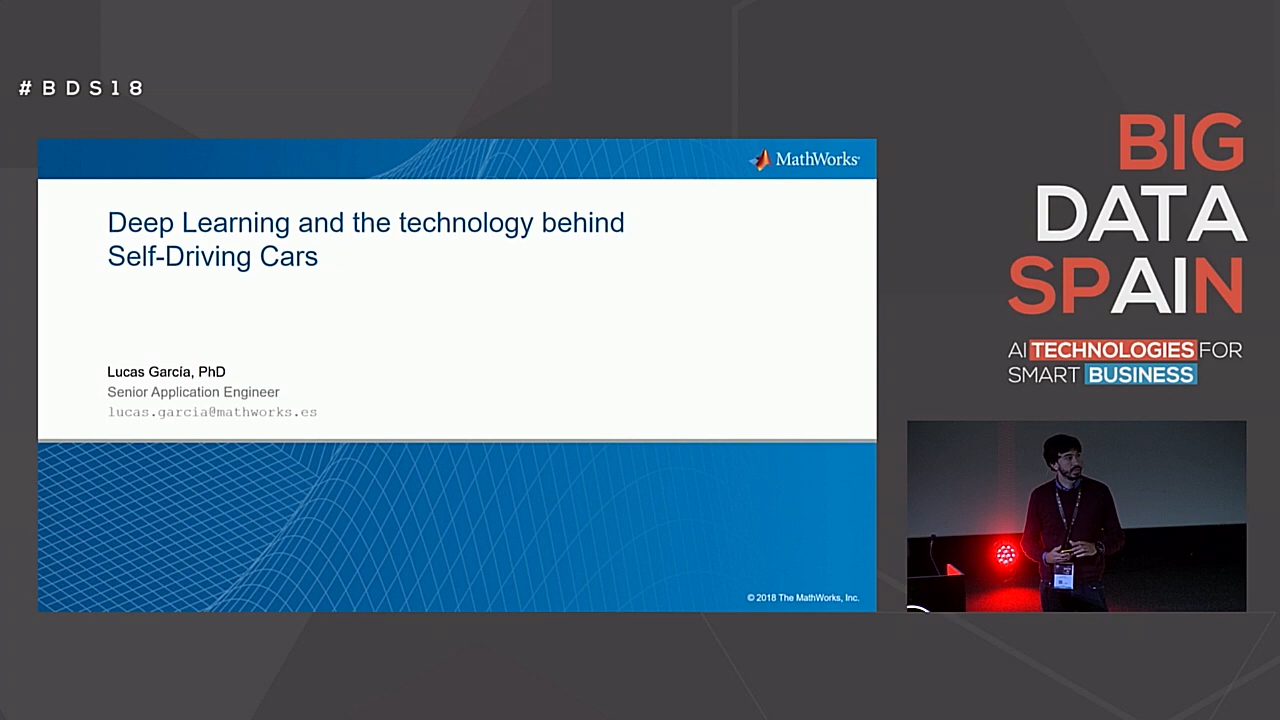 #BDS18
MathWorks
Deep Learning and the technology behind
Self-Driving Cars
Lucas García, PhD
Senior Application Engineer
lucas.garcia@mathworks.es
© 2018 The MathWorks, Inc.
BIG
DATA
SPAIN
AI TECHNOLOGIES FOR
SMART BUSINESS